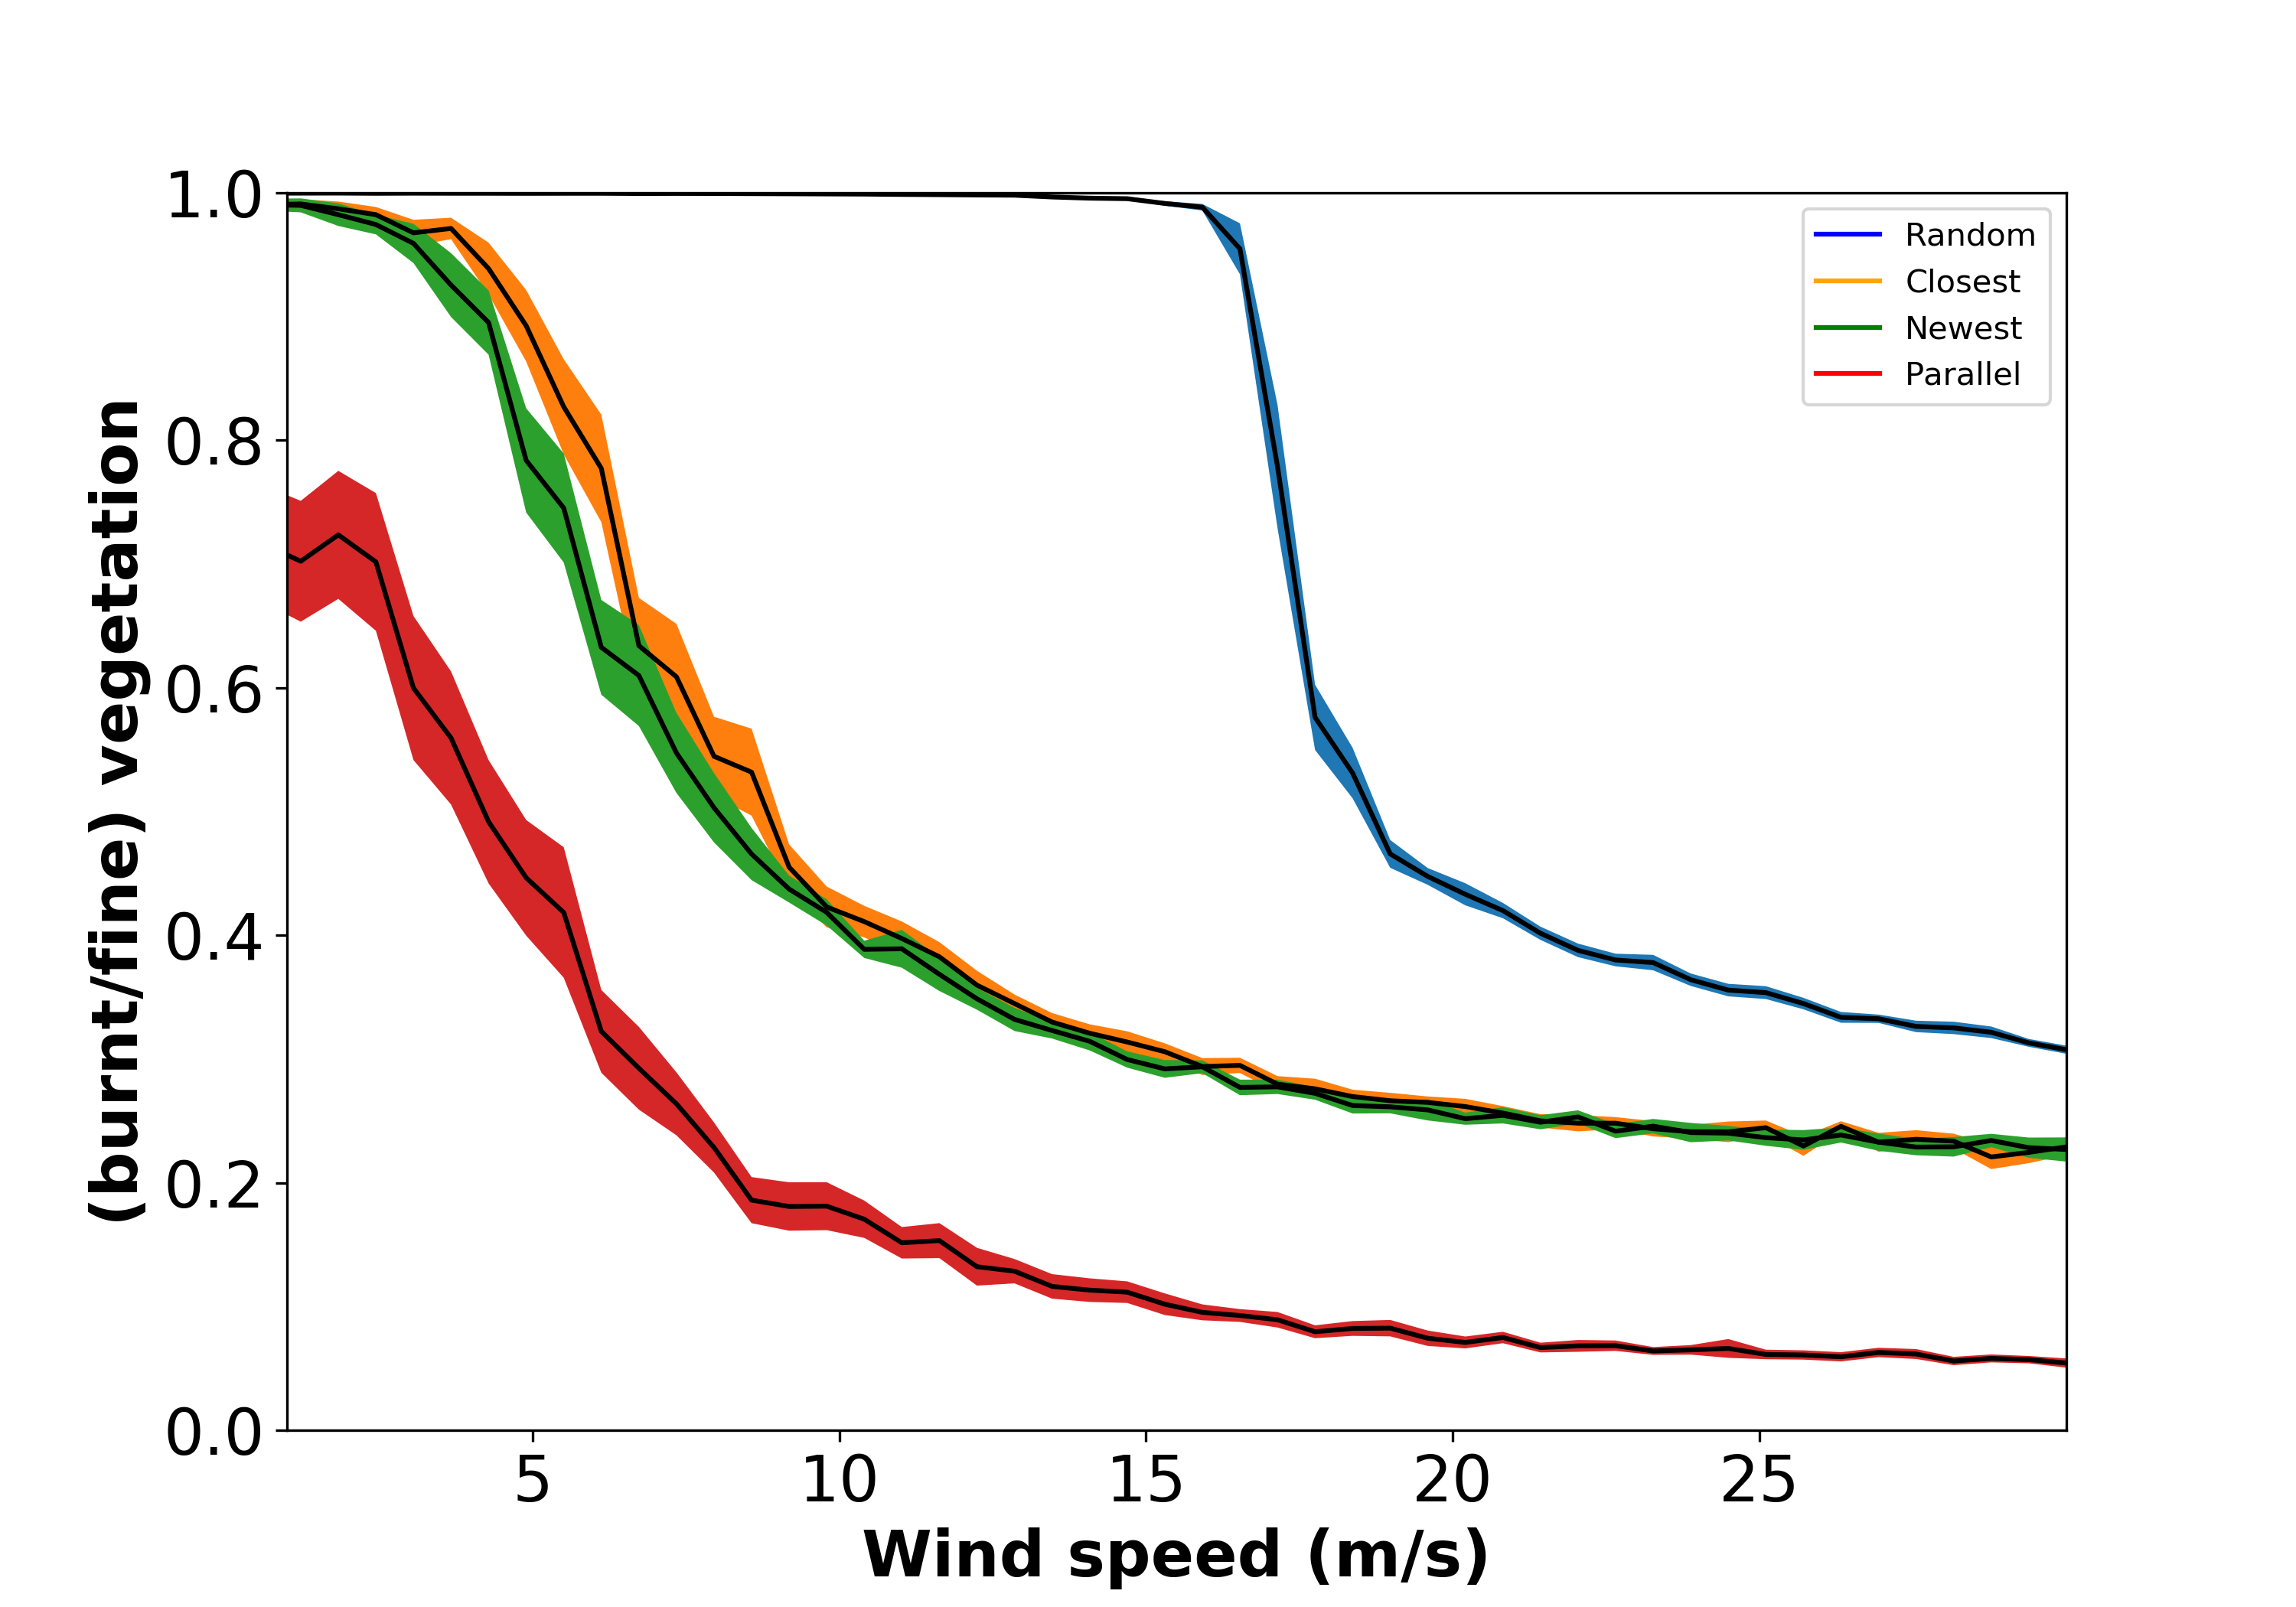 1.0
0.8
0.6
0.4
0.2
0.0
(burnt/fine) vegetation
Random
Closest
Newest
Parallel
5 10 15 20 25
Wind speed (m/s)